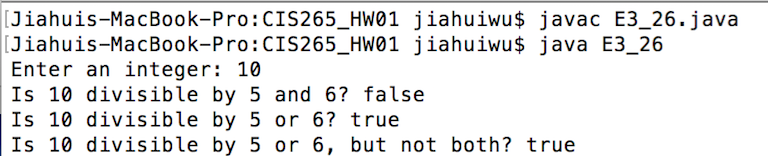 [Jiahuis-MacBook-Pro:CIS265_HW01 jiahuiwu$ javac E3_26.java
[Jiahuis-MacBook-Pro:CIS265_HW01 jiahuiwu$ java E3_26
Enter an integer: 10
Is 10 divisible by 5 and 6? false
Is 10 divisible by 5 or 6? true
Is 10 divisible by 5 or 6, but not both? true